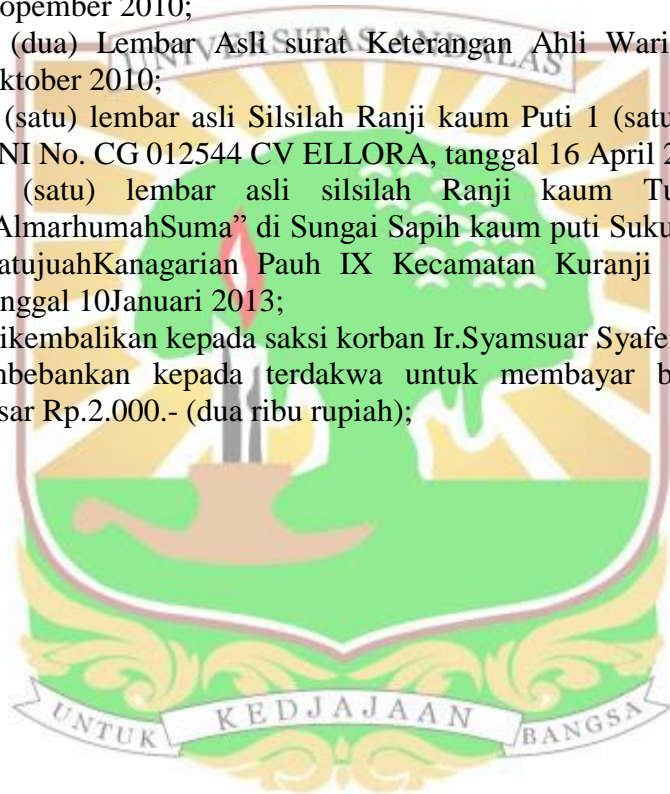 opember 2010;
(dua) Lembar Asli surat Keterangan Ahli Wari
UNIVERSITAS ANDALAS
ktober 2010;
(satu) lembar asli Silsilah Ranji kaum Puti 1 (satu
NI No. CG 012544 CV ELLORA, tanggal 16 April 2
(satu) lembar asli silsilah Ranji kaum Tu
AlmarhumahSuma” di Sungai Sapih kaum puti Suku
atujuahKanagarian Pauh IX Kecamatan Kuranji
nggal 10Januari 2013;
ikembalikan kepada saksi korban Ir.Syamsuar Syafe
nbebankan kepada terdakwa untuk membayar b
sar Rp.2.000.- (dua ribu rupiah);
UNTUK KEDJAJAAN BANGSA